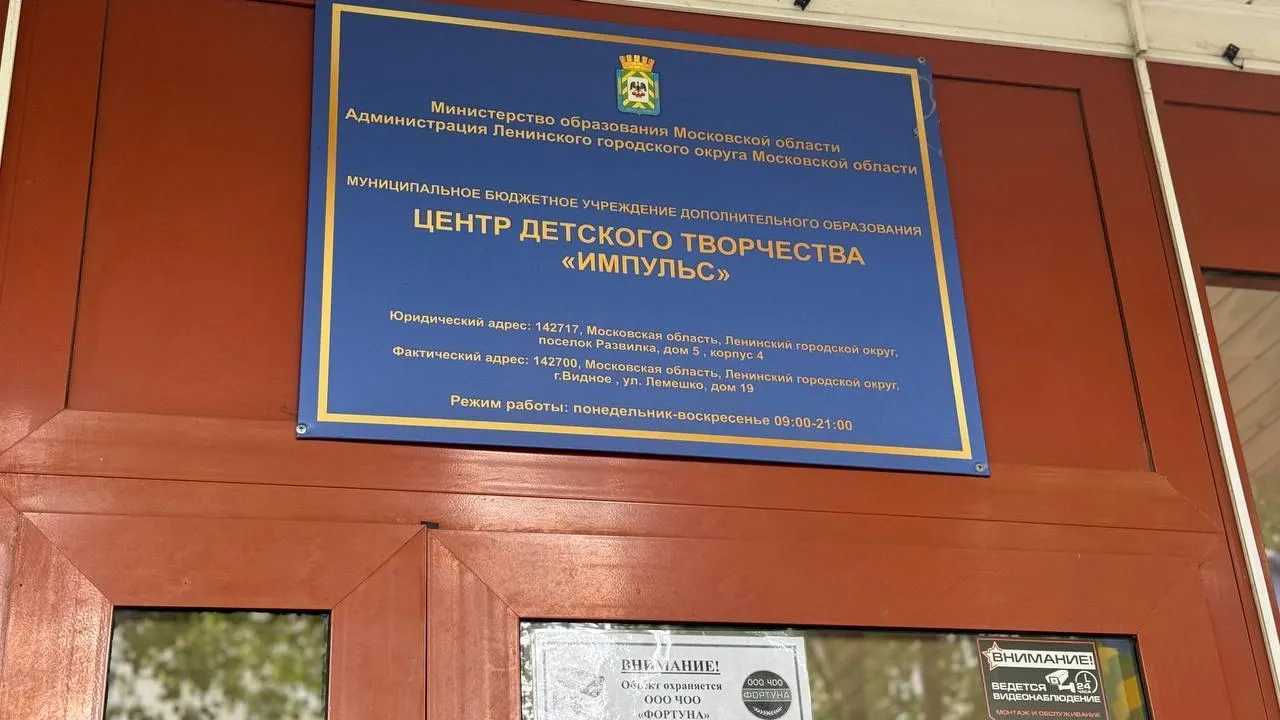 Министерство образования Московской области
Администрация Ленинского городского округа Московской области
МУНИЦИПАЛЬНОЕ БЮДЖЕТНОЕ УЧРЕЖДЕНИЕ ДОПОЛНИТЕЛЬНОГО ОБРАЗОВАНИЯ
ЦЕНТР ДЕТСКОГО ТВОРЧЕСТВА
«ИМПУЛЬС»
Юридический адрес: 142717, Московская область, Ленинский городской округ,
поселок Развилка, дом 5 , корпус 4
Фактический адрес: 142700, Московская область, Ленинский городской округ,
г.Видное , ул. Лемешко, дом 19
Режим работы: понедельник-воскресенье 09:00-21:00
ВНИМАНИЕ!
Объект охраняется
ООО ЧОО
«ФОРТУНА»
ООО ЧОО
ФОРТУНА
ВНИМАНИЕ!
ВЕДЕТСЯ
ВИДЕОНАБЛЮДЕНИЕ
24
ЧАСА
МОНТАЖ И ОБСЛУЖИВАНИЕ